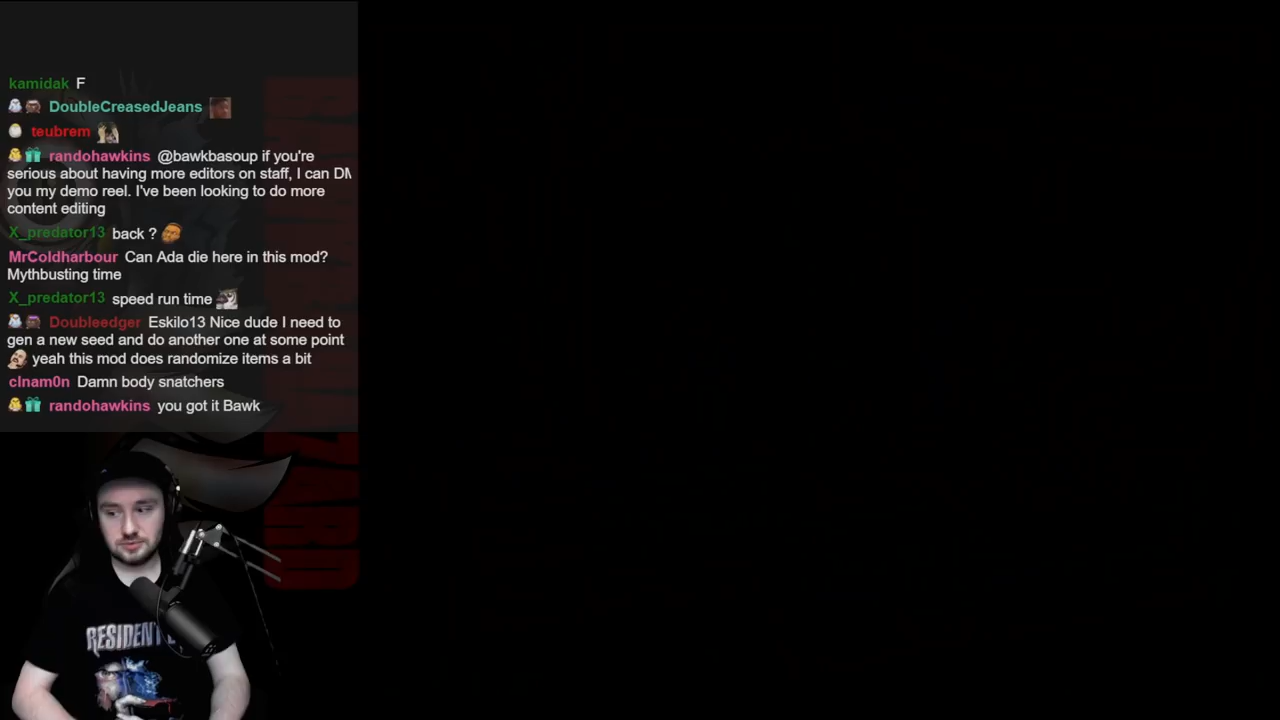 kamidak F
DoubleCreasedJeans
teubrem
randohawkins @bawkbasoup if you're
serious about having more editors on staff, I can DM
you my demo reel. I've been looking to do more
content editing
X_predator13 back ?
MrColdharbour Can Ada die here in this mod?
Mythbusting time
X_predator13 speed run time
Doubleedger Eskilo13 Nice dude I need to
gen a new seed and do another one at some point
yeah this mod does randomize items a bit
clnam0n Damn body snatchers
randohawkins you got it Bawk